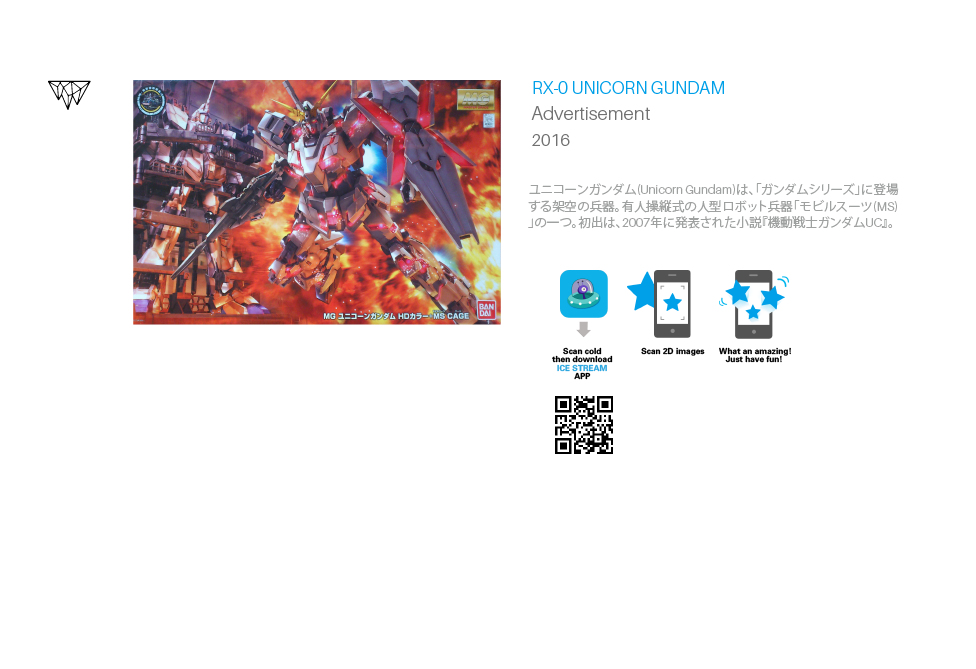 RX-0 UNICORN GUNDAM
Advertisement
2016
ユニコーンガンダム(Unicorn Gundam)は、「ガンダムシリーズ」に登場
する架空の兵器。有人操縦式の人型ロボット兵器「モビルスーツ(MS)
」の一つ。初出は、2007年に発表された小説『機動戦士ガンダムUC』。
MG
MG ユニコーンガンダム HDカラー+MS CAGE
BAN
DAI
Scan cold
then download
ICE STREAM
APP
Scan 2D images
What an amazing!
Just have fun!